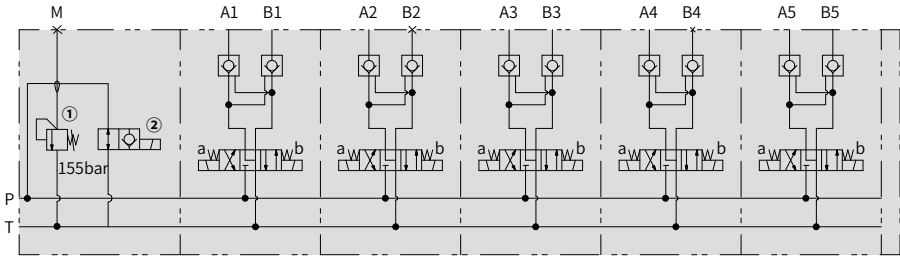 M A1 B1 A2 B2 A3 B3 A4 B4 A5 B5
① ②
a b a b a b a b a b
155bar
P
T